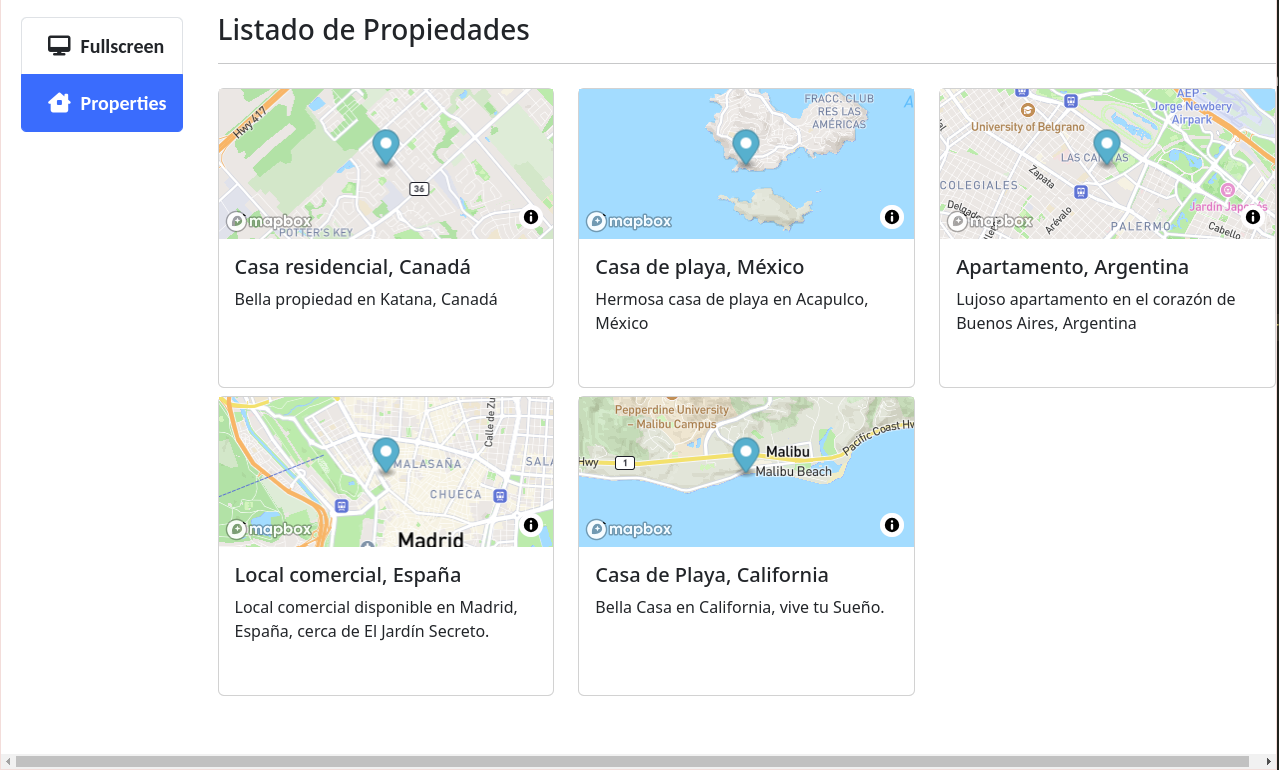 Fullscreen
Properties
Listado de Propiedades
Hwy 417
36
POTTER'S KEY
mapbox
Casa residencial, Canadá
Bella propiedad en Katana, Canadá
FRACC. CLUB
RES LAS
AMÉRICAS
A
mapbox
Casa de playa, México
Hermosa casa de playa en Acapulco,
México
AEP -
Jorge Newbery
Airpark
University of Belgrano
LAS CAÑITAS
Zapata
COLEGIALES
Jardín Japonés
Arévalo
PALERMO
Cabello
mapbox
Apartamento, Argentina
Lujoso apartamento en el corazón de
Buenos Aires, Argentina
Calle de Zu
MALASAÑA
SALA
CHUECA
Madrid
mapbox
Local comercial, España
Local comercial disponible en Madrid,
España, cerca de El Jardín Secreto.
Pepperdine University
– Malibu Campus
Pacific Coast Hw
Malibu
Hwy
1
Malibu Beach
mapbox
Casa de Playa, California
Bella Casa en California, vive tu Sueño.